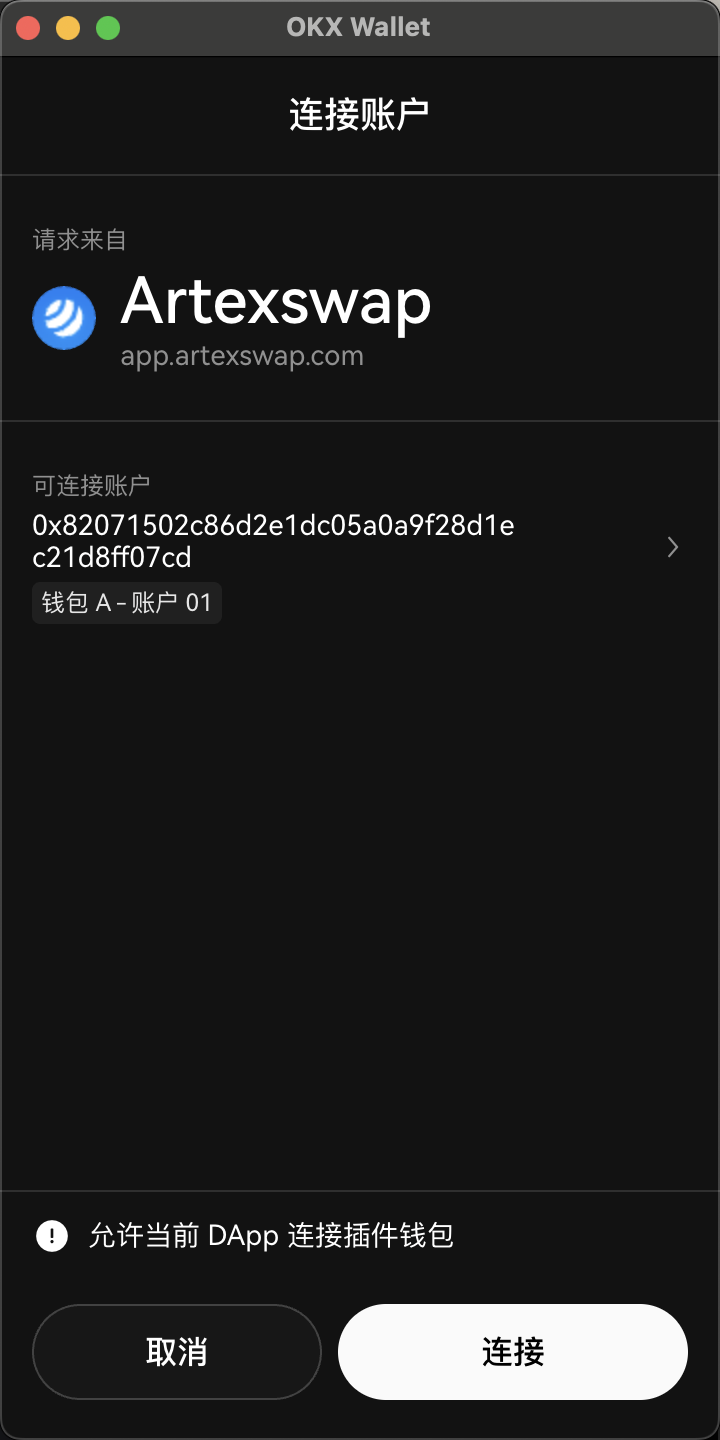 OKX Wallet
连接账户
请求来自
Artexswap
app.artexswap.com
可连接账户
0x82071502c86d2e1dc05a0a9f28d1e
c21d8ff07cd
钱包 A - 账户 01
允许当前 DApp 连接插件钱包
取消
连接